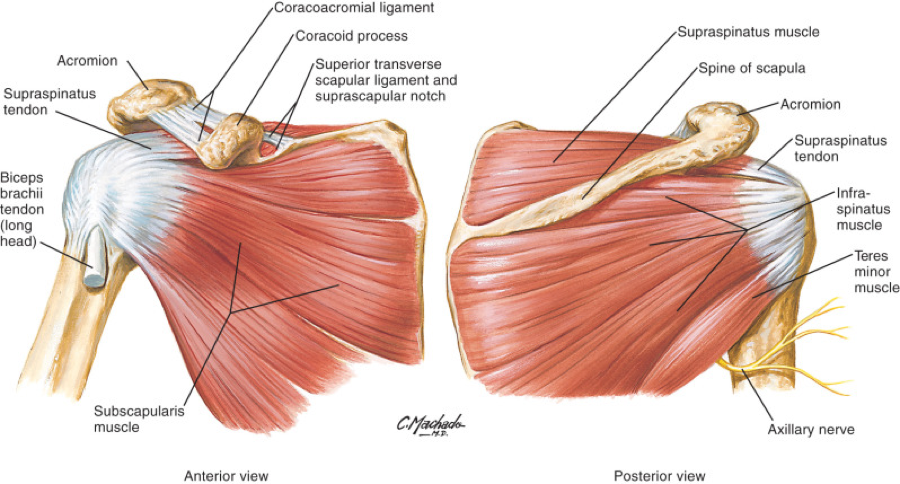 Coracoacromial ligament
Coracoid process
Acromion
Superior transverse
scapular ligament and
suprascapular notch
Supraspinatus
tendon
Biceps
brachii
tendon
(long
head)
Subscapularis
muscle
Anterior view
Supraspinatus muscle
Spine of scapula
Acromion
Supraspinatus
tendon
Infra-
spinatus
muscle
Teres
minor
muscle
Axillary nerve
C. Machado
M.D.
Posterior view